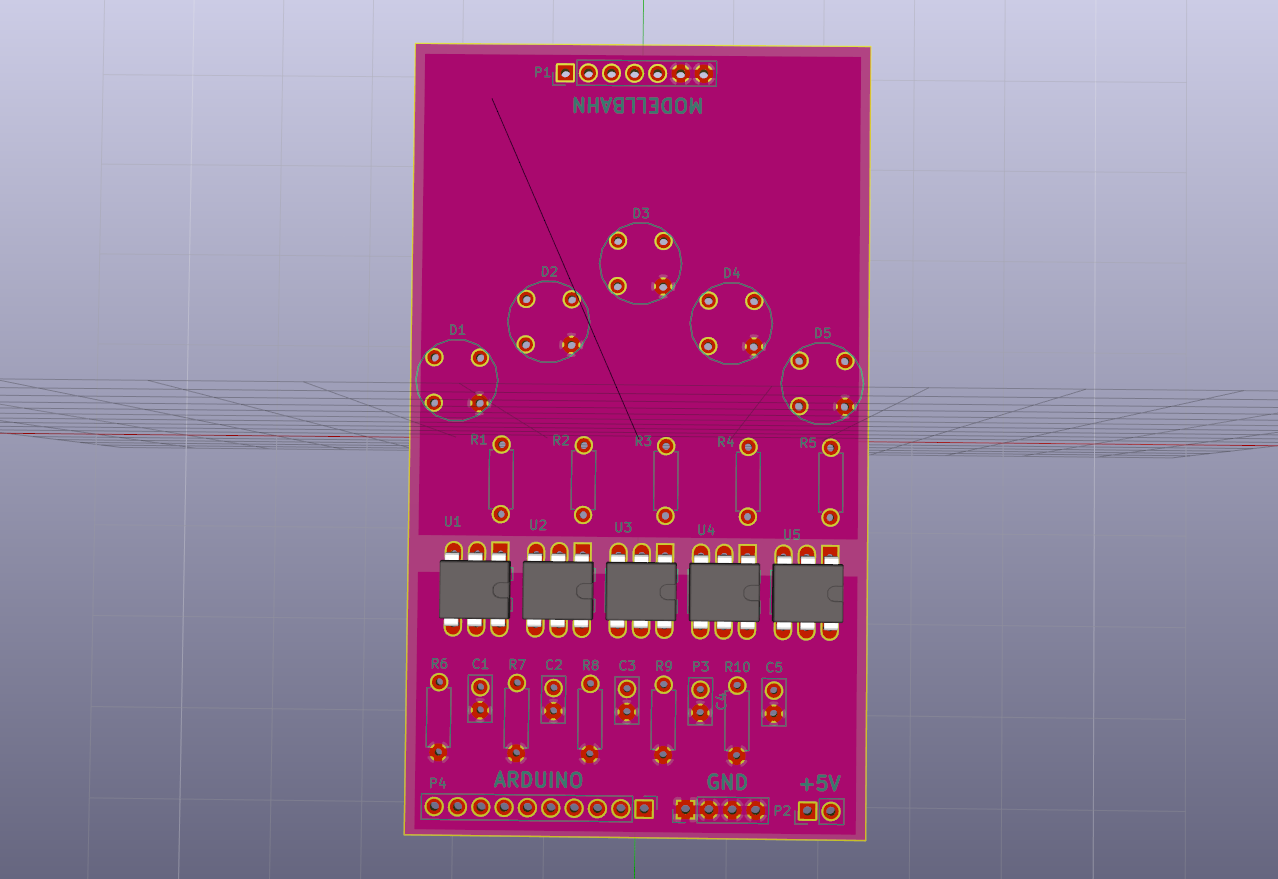 P1
MODELLBAHN
D3
D2 D4
D1 D5
R1 R2 R3 R4 R5
U1 U2 U3 U4 U5
R6 C1 R7 C2 R8 C3 R9 P3 R10 C5
C4
ARDUINO GND +5V
P4 P2